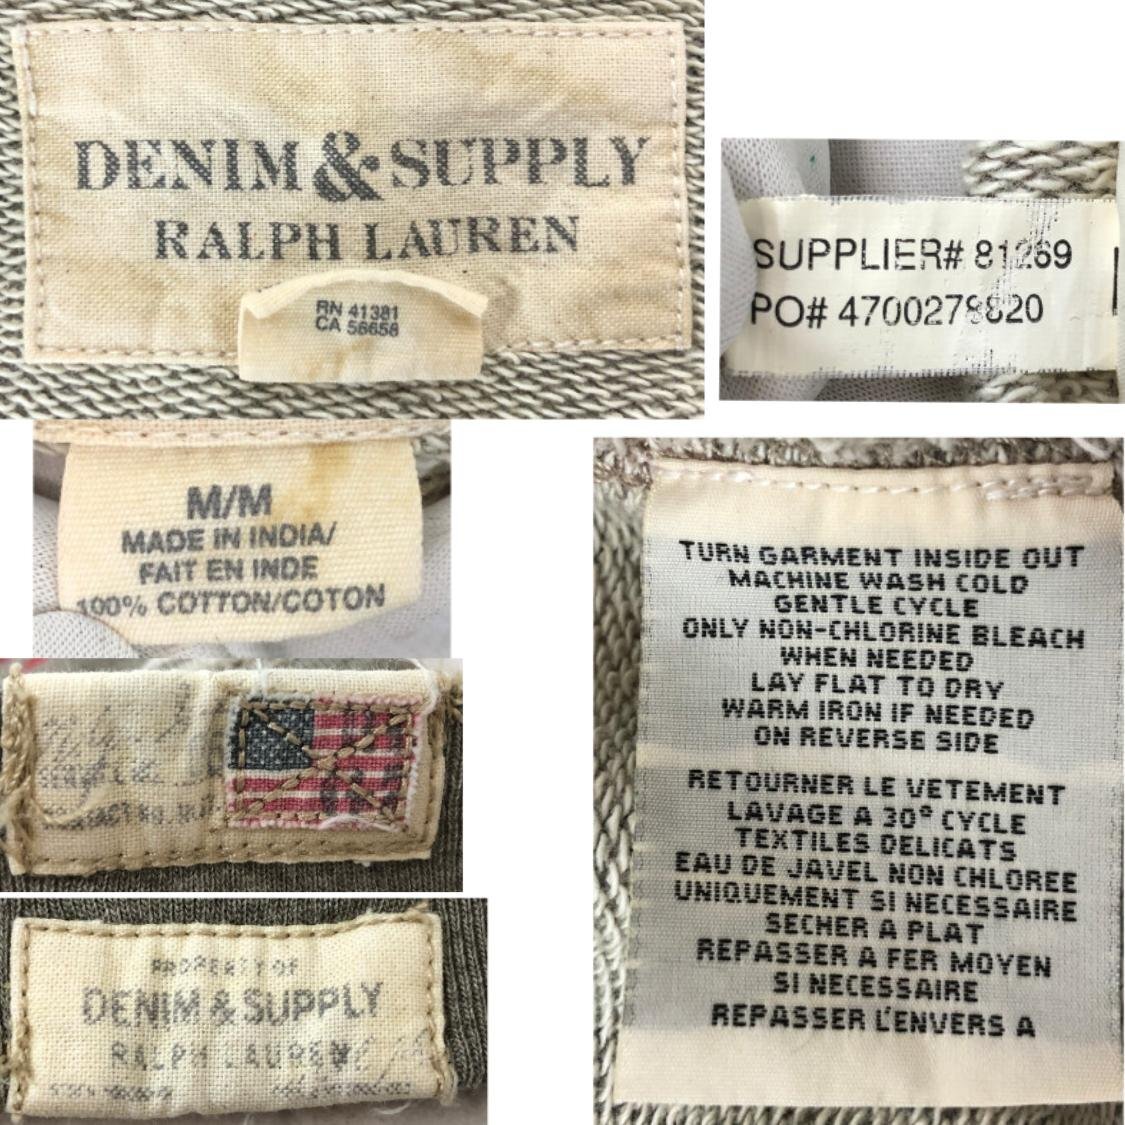 DENIM & SUPPLY
RALPH LAUREN
RN 41381
CA 56658
SUPPLIER# 81269
PO# 4700278820
M/M
MADE IN INDIA/
FAIT EN INDE
100% COTTON/COTON
TURN GARMENT INSIDE OUT
MACHINE WASH COLD
GENTLE CYCLE
ONLY NON-CHLORINE BLEACH
WHEN NEEDED
LAY FLAT TO DRY
WARM IRON IF NEEDED
ON REVERSE SIDE
RETOURNER LE VETEMENT
LAVAGE A 30° CYCLE
TEXTILES DELICATS
EAU DE JAVEL NON CHLOREE
UNIQUEMENT SI NECESSAIRE
SECHER A PLAT
REPASSER A FER MOYEN
SI NECESSAIRE
REPASSER L'ENVERS A
PROPERTY OF
DENIM & SUPPLY
RALPH LAUREN